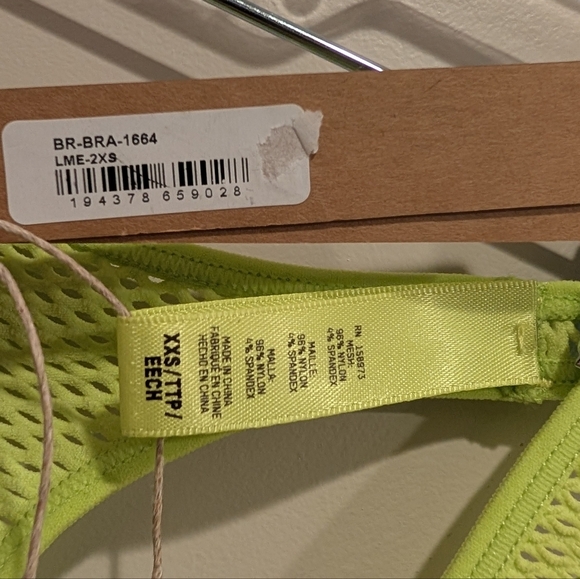 BR-BRA-1664
LME-2XS
194378 659028
RN 158873
MESH:
96% NYLON
4% SPANDEX
MAILLE:
96% NYLON
4% SPANDEX
MALLA:
96% NYLON
4% SPANDEX
MADE IN CHINA
FABRIQUÉ EN CHINE
HECHO EN CHINA
XXS/TTP/
EECH